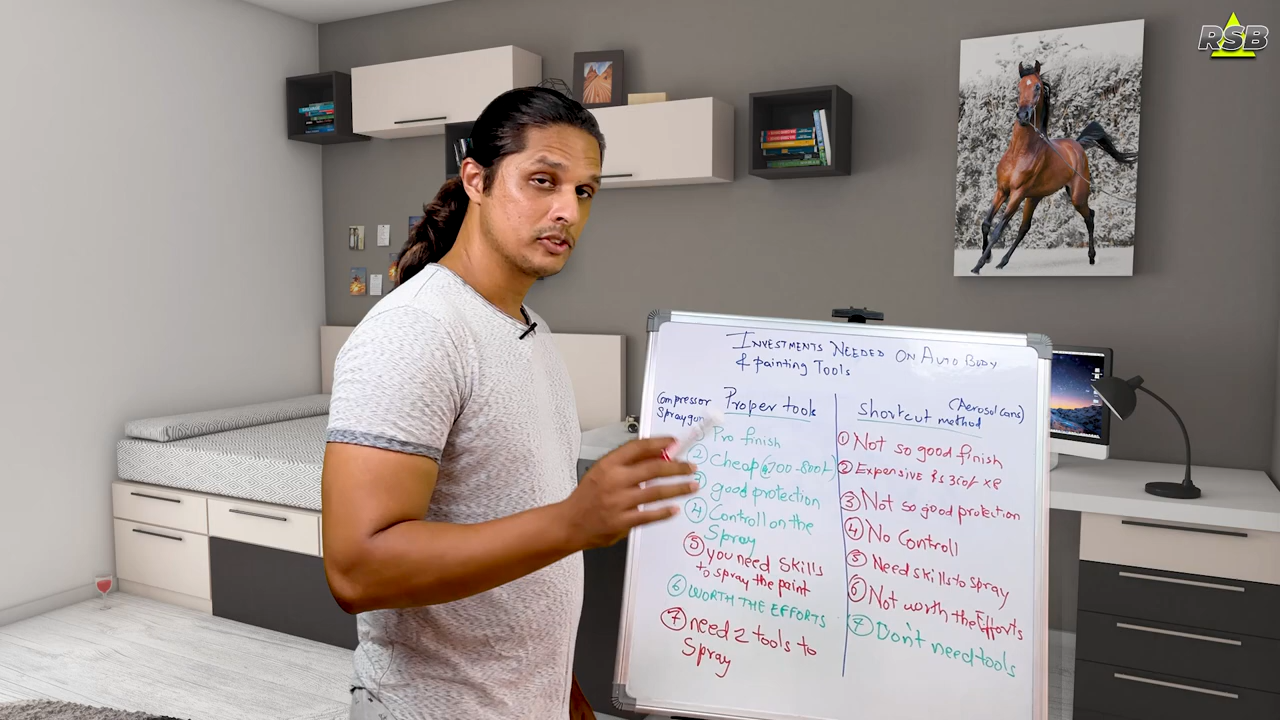 RSB
INVESTMENTS NEEDED ON AUTO BODY
& painting TOOLS
Compressor
Proper tools
Pro finish
② Cheap
good protection
④ Controll on the
Spray
⑤ you need Skills
to spray the paint
⑥ WORTH THE EFFORTS
⑦ need 2 tools to
Spray
(Aerosol Cans)
Shortcut method
① Not so good finish
② Expensive Rs 350/- x 8
③ Not so good protection
④ No Controll
⑤ Need skills to spray
⑥ Not worth the Efforts
⑦ Don't need tools